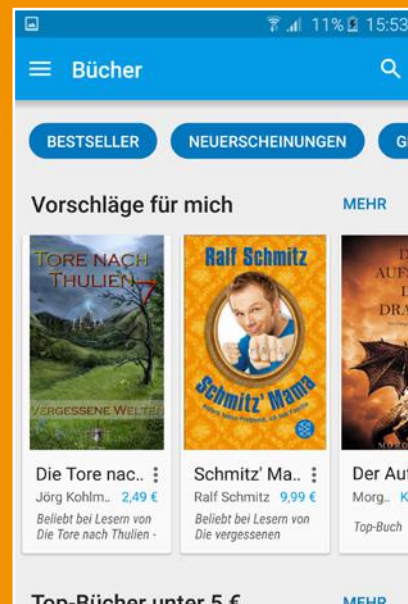 11% 15:53
Bücher
BESTSELLER
NEUERSCHEINUNGEN
Vorschläge für mich
MEHR
TORE NACH
THULIEN
7
VERGESSENE WELTEN
Ralf Schmitz
Schmitz' Mama
Die Tore nac..
Jörg Kohlm.. 2,49 €
Beliebt bei Lesern von
Die Tore nach Thulien -
Schmitz' Ma..
Ralf Schmitz 9,99 €
Beliebt bei Lesern von
Die vergessenen
Morg..
Top-Buch
Top-Bücher unter 5 €
MEHR